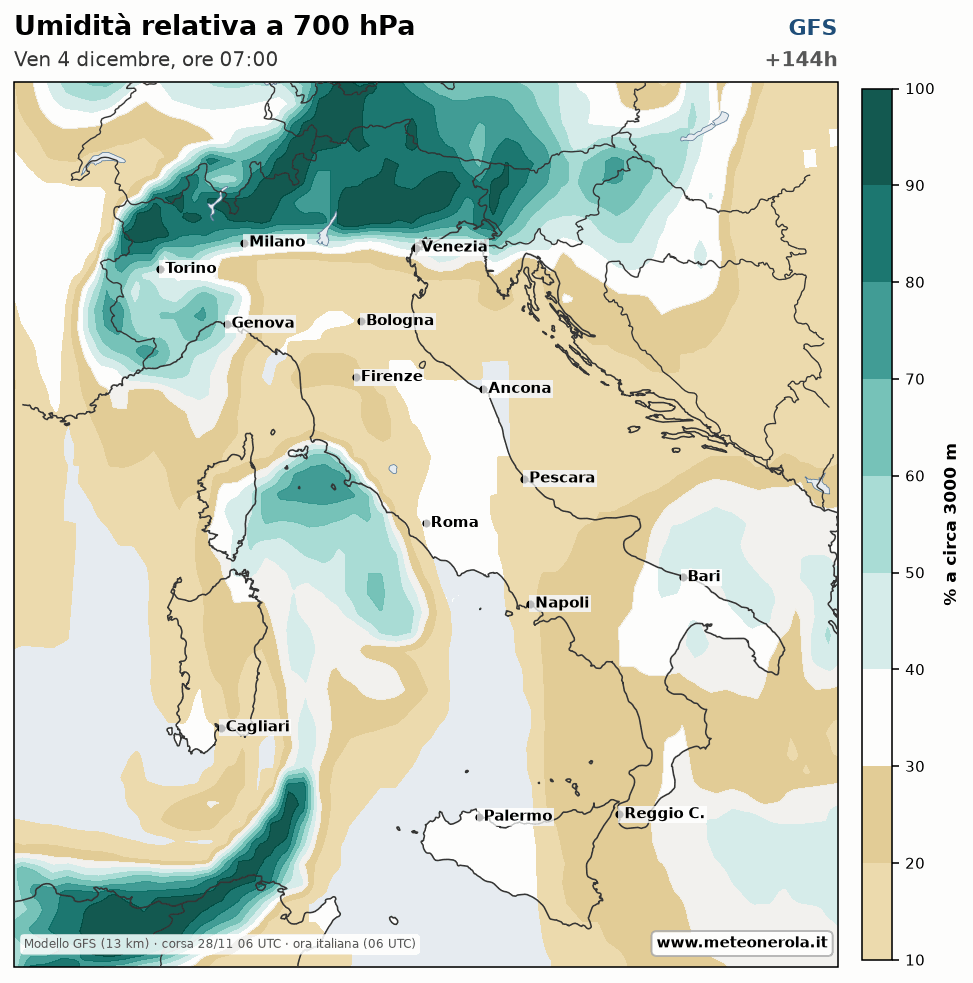 Umidità relativa a 700 hPa
GFS
Ven 4 dicembre, ore 07:00
+144h
Milano
Venezia
Torino
Genova
Bologna
Firenze
Ancona
Pescara
Roma
Bari
Napoli
Cagliari
Palermo
Reggio C.
Modello GFS (13 km) · corsa 28/11 06 UTC · ora italiana (06 UTC)
www.meteonerola.it
100
90
80
70
60
50
40
30
20
10
% a circa 3000 m